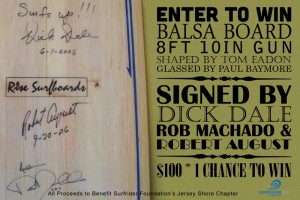 Surfs up!!!
Dick Dale
6-1-2005
Rise Surfboards
Robert August
9-20-06
ENTER TO WIN
BALSA BOARD
8FT 10IN GUN
SHAPED BY TOM EADON
GLASSED BY PAUL BAYMORE
SIGNED BY
DICK DALE
ROB MACHADO &
ROBERT AUGUST
$100 * 1 CHANCE TO WIN
All Proceeds to Benefit Surfrider Foundation's Jersey Shore Chapter